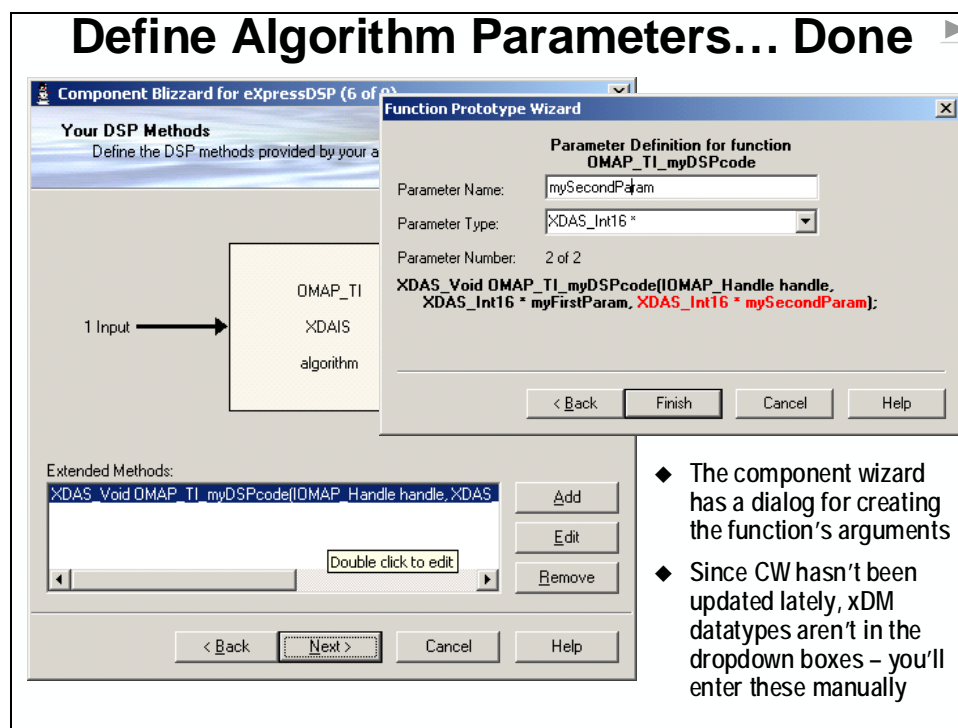 Define Algorithm Parameters... Done
Component Blizzard for eXpressDSP (6 of
Your DSP Methods
Define the DSP methods provided by your a
1 Input
OMAP_TI
XDAIS
algorithm
Extended Methods:
XDAS_Void OMAP_TI_myDSPcode(IOMAP_Handle handle, XDAS_
Double click to edit
Add
Edit
Remove
< Back
Next >
Cancel
Help
Function Prototype Wizard
Parameter Definition for function
OMAP_TI_myDSPcode
Parameter Name:
mySecondParam
Parameter Type:
XDAS_Int16 *
Parameter Number:
2 of 2
XDAS_Void OMAP_TI_myDSPcode(IOMAP_Handle handle,
XDAS_Int16 * myFirstParam, XDAS_Int16 * mySecondParam);
< Back
Finish
Cancel
Help
◆ The component wizard
has a dialog for creating
the function's arguments
◆ Since CW hasn't been
updated lately, xDM
datatypes aren't in the
dropdown boxes – you'll
enter these manually